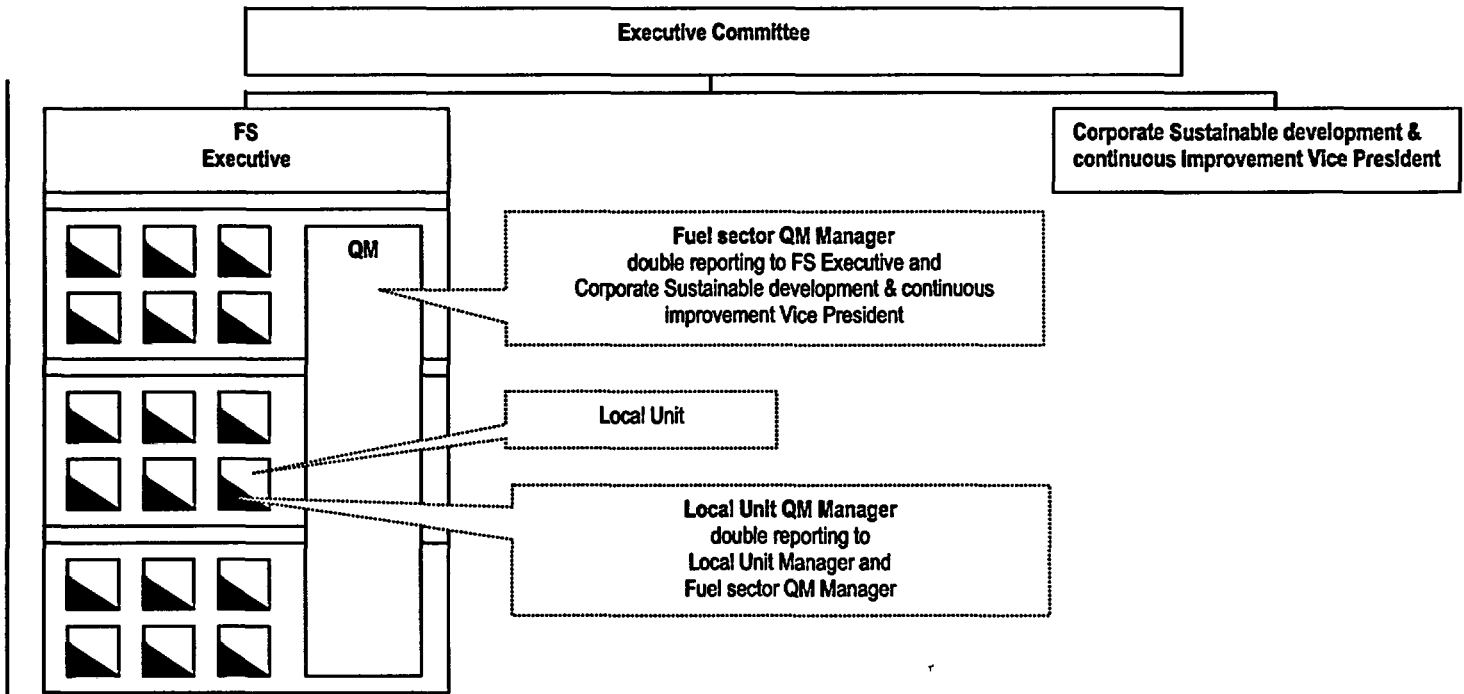 Executive Committee
FS
Executive
Corporate Sustainable development &
continuous Improvement Vice President
QM
Fuel sector QM Manager
double reporting to FS Executive and
Corporate Sustainable development & continuous
improvement Vice President
Local Unit
Local Unit QM Manager
double reporting to
Local Unit Manager and
Fuel sector QM Manager